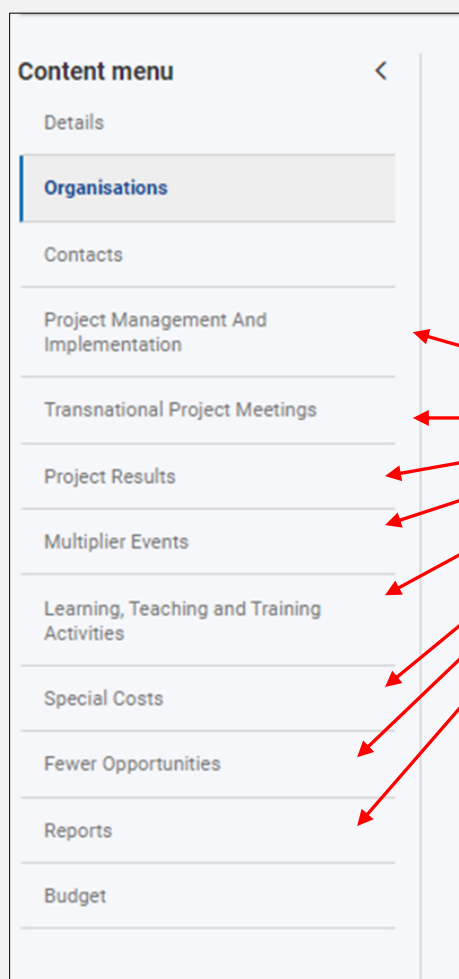 Content menu
Details
Organisations
Contacts
Project Management And
Implementation
Transnational Project Meetings
Project Results
Multiplier Events
Learning, Teaching and Training
Activities
Special Costs
Fewer Opportunities
Reports
Budget